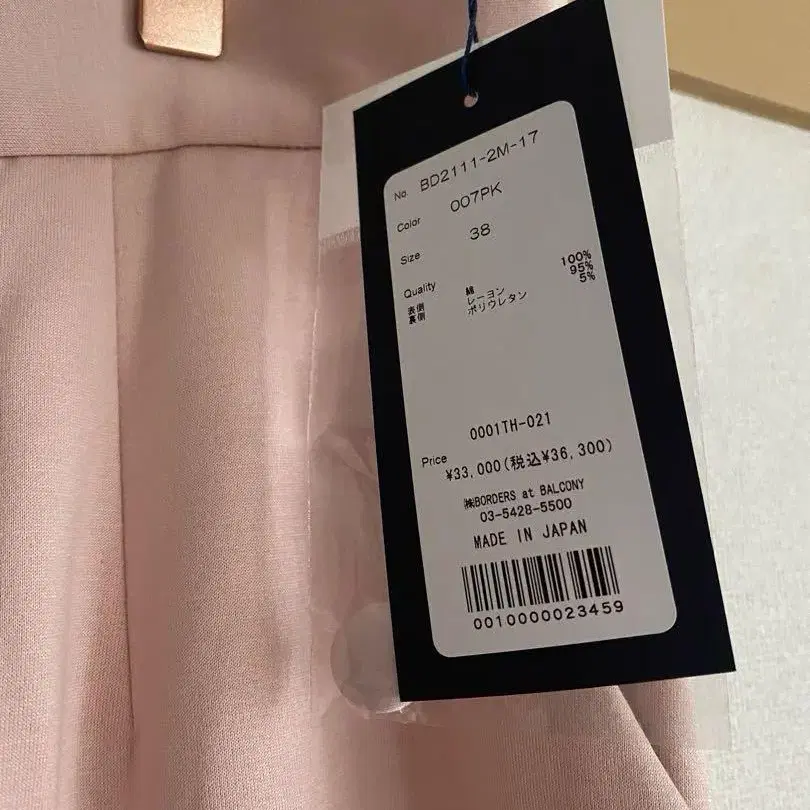 No. BD2111-2M-17
Color 007PK
Size 38
Quality
表側 綿 100%
裏側 レーヨン 95%
ポリウレタン 5%
0001TH-021
Price ¥33,000(税込¥36,300)
㈱BORDERS at BALCONY
03-5428-5500
MADE IN JAPAN
0010000023459